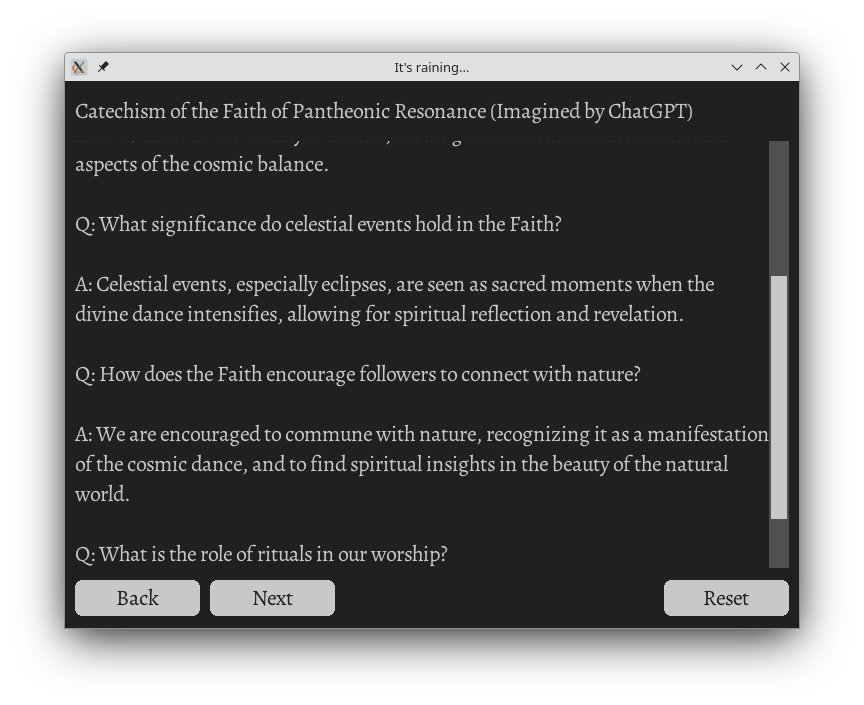 It's raining...
Catechism of the Faith of Pantheonic Resonance (Imagined by ChatGPT)
aspects of the cosmic balance.
Q: What significance do celestial events hold in the Faith?
A: Celestial events, especially eclipses, are seen as sacred moments when the
divine dance intensifies, allowing for spiritual reflection and revelation.
Q: How does the Faith encourage followers to connect with nature?
A: We are encouraged to commune with nature, recognizing it as a manifestation
of the cosmic dance, and to find spiritual insights in the beauty of the natural
world.
Q: What is the role of rituals in our worship?
Back Next Reset